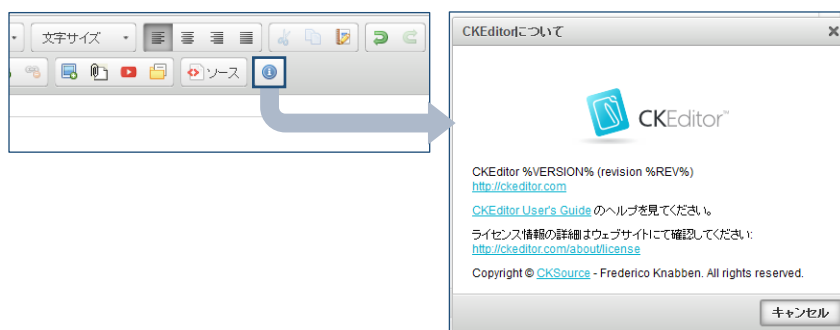 文字サイズ
ソース
CKEditorについて
CKEditor™
CKEditor %VERSION% (revision %REV%)
http://ckeditor.com
CKEditor User's Guide のヘルプを見てください。
ライセンス情報の詳細はウェブサイトにて確認してください:
http://ckeditor.com/about/license
Copyright © CKSource - Frederico Knabben. All rights reserved.
キャンセル